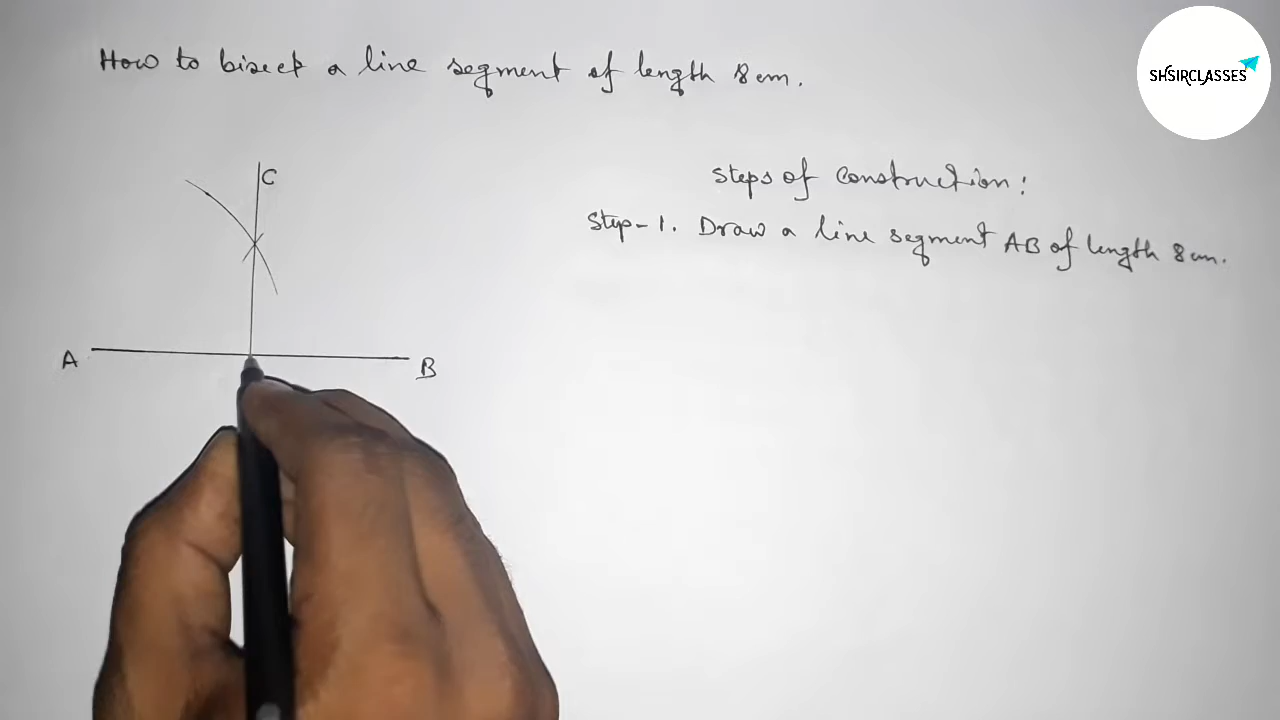 How to bisect a line segment of length 8 cm.
SHSIRCLASSES
Steps of Construction:
Step-1. Draw a line segment AB of length 8 cm.
C
A
B